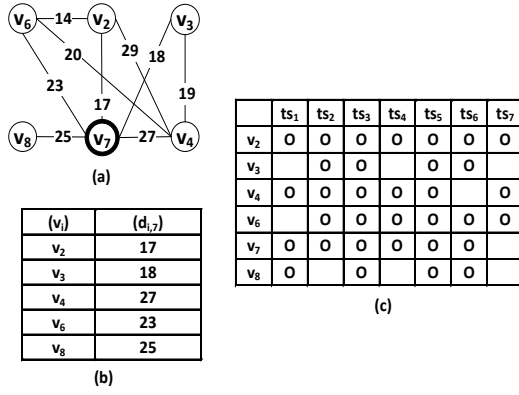 v6 14 v2 v3
20 29 18
23 17 19
v8 25 v7 27 v4
(a)
(vi) (di,7)
v2 17
v3 18
v4 27
v6 23
v8 25
(b)
ts1 ts2 ts3 ts4 ts5 ts6 ts7
v2 O O O O O O O
v3 O O O O
v4 O O O O O O
v6 O O O O O O
v7 O O O O O O
v8 O O O O
(c)